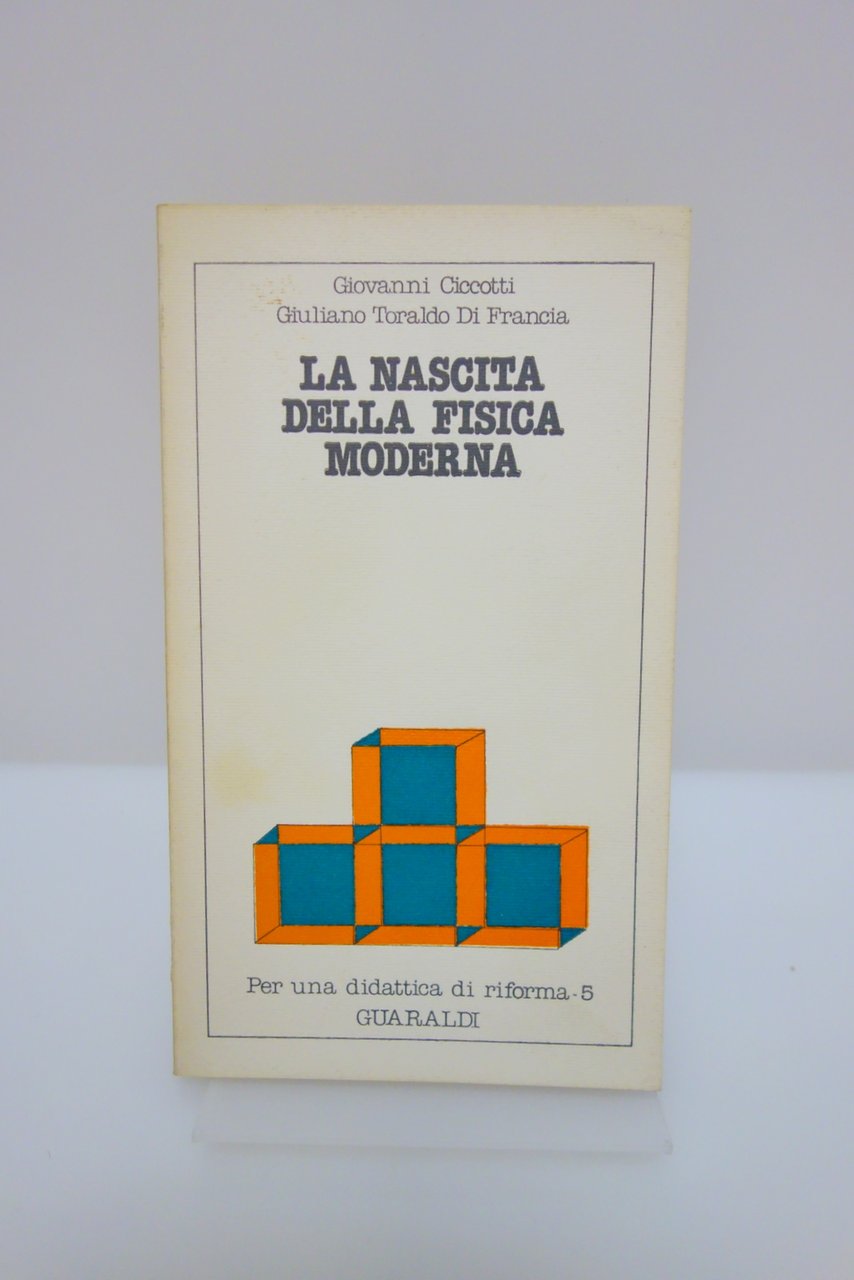 Giovanni Ciccotti
Giuliano Toraldo Di Francia
LA NASCITA
DELLA FISICA
MODERNA
Per una didattica di riforma-5
GUARALDI